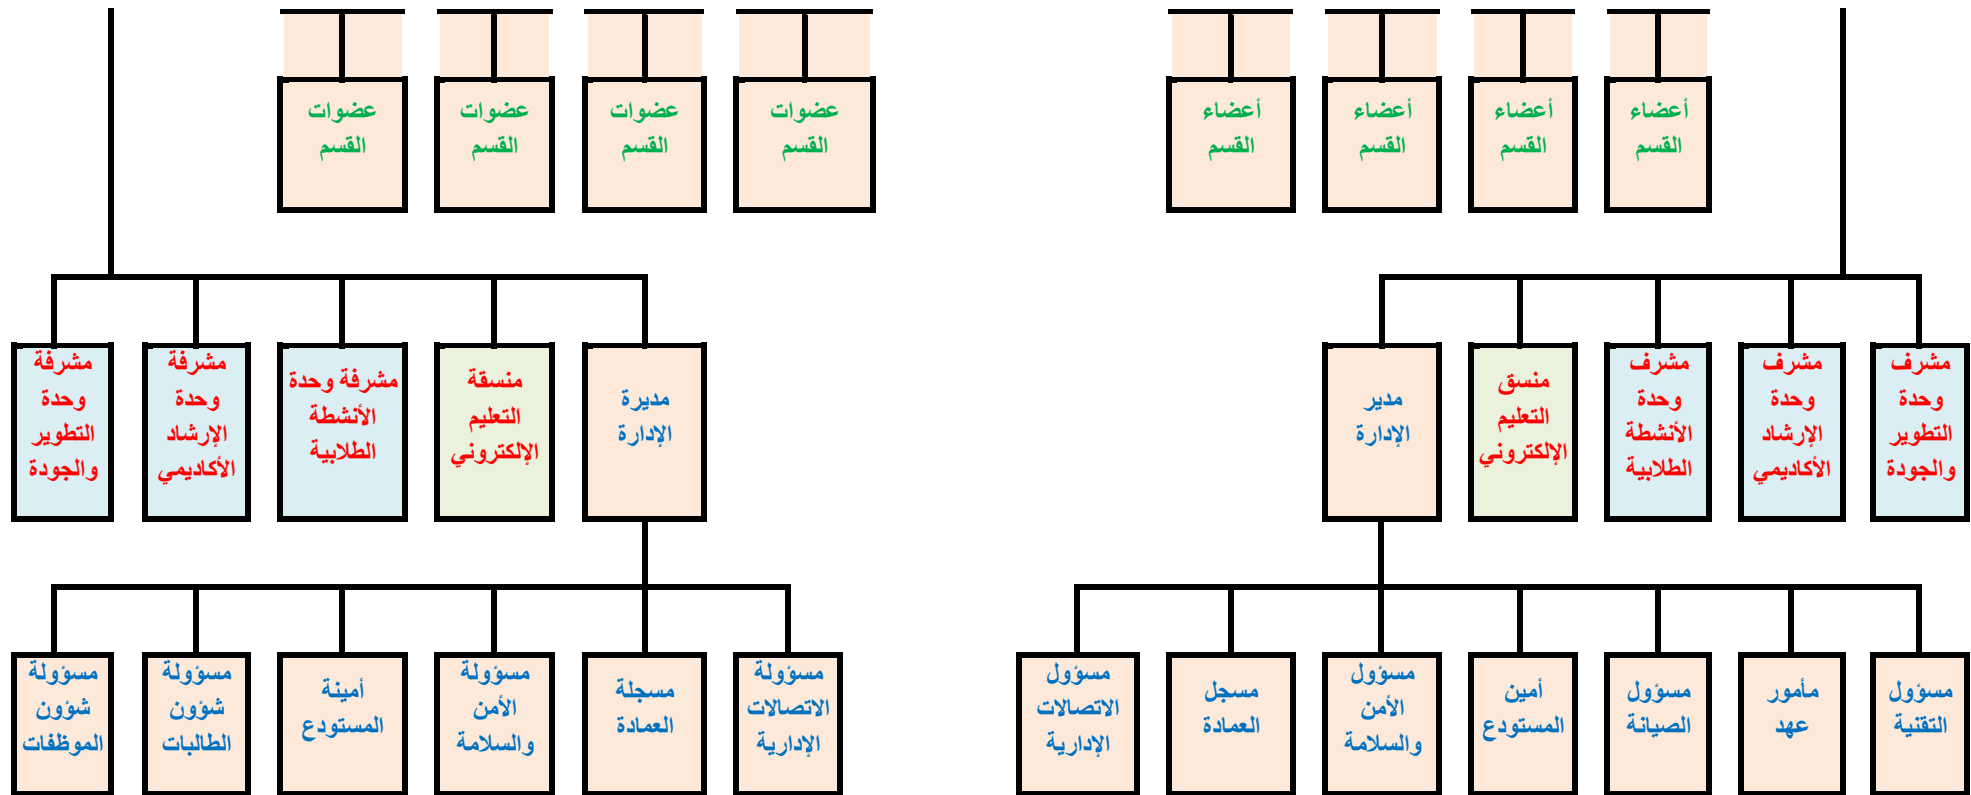 أعضاء
القسم
أعضاء
القسم
أعضاء
القسم
أعضاء
القسم
عضوات
القسم
عضوات
القسم
عضوات
القسم
عضوات
القسم
مشرف
وحدة
التطوير
والجودة
مشرف
وحدة
الإرشاد
الأكاديمي
مشرف
وحدة
الأنشطة
الطلابية
منسق
التعليم
الإلكتروني
مدير
الإدارة
مديرة
الإدارة
منسقة
التعليم
الإلكتروني
مشرفة وحدة
الأنشطة
الطلابية
مشرفة
وحدة
الإرشاد
الأكاديمي
مشرفة
وحدة
التطوير
والجودة
مسؤول
التقنية
مأمور
عهد
مسؤول
الصيانة
أمين
المستودع
مسؤول
الأمن
والسلامة
مسجل
العمادة
مسؤول
الاتصالات
الإدارية
مسؤولة
الاتصالات
الإدارية
مسجلة
العمادة
مسؤولة
الأمن
والسلامة
أمينة
المستودع
مسؤولة
شؤون
الطالبات
مسؤولة
شؤون
الموظفات